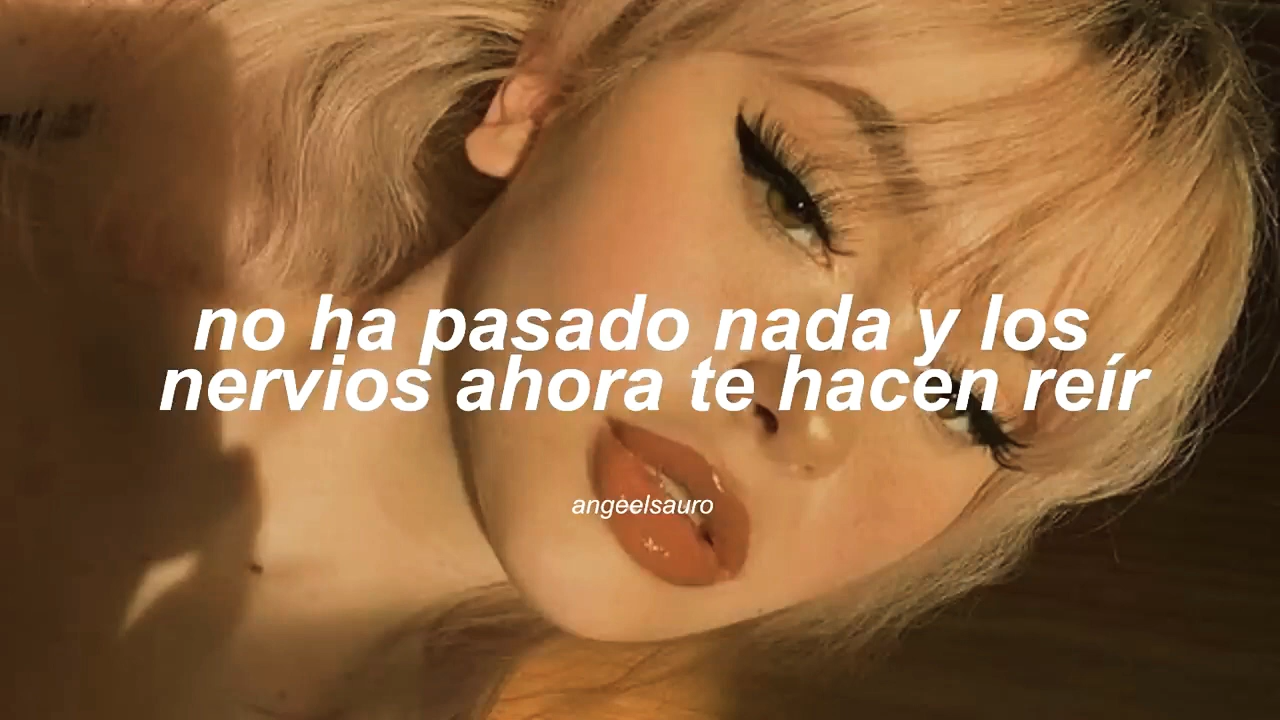 no ha pasado nada y los
nervios ahora te hacen reír
angeelsauro